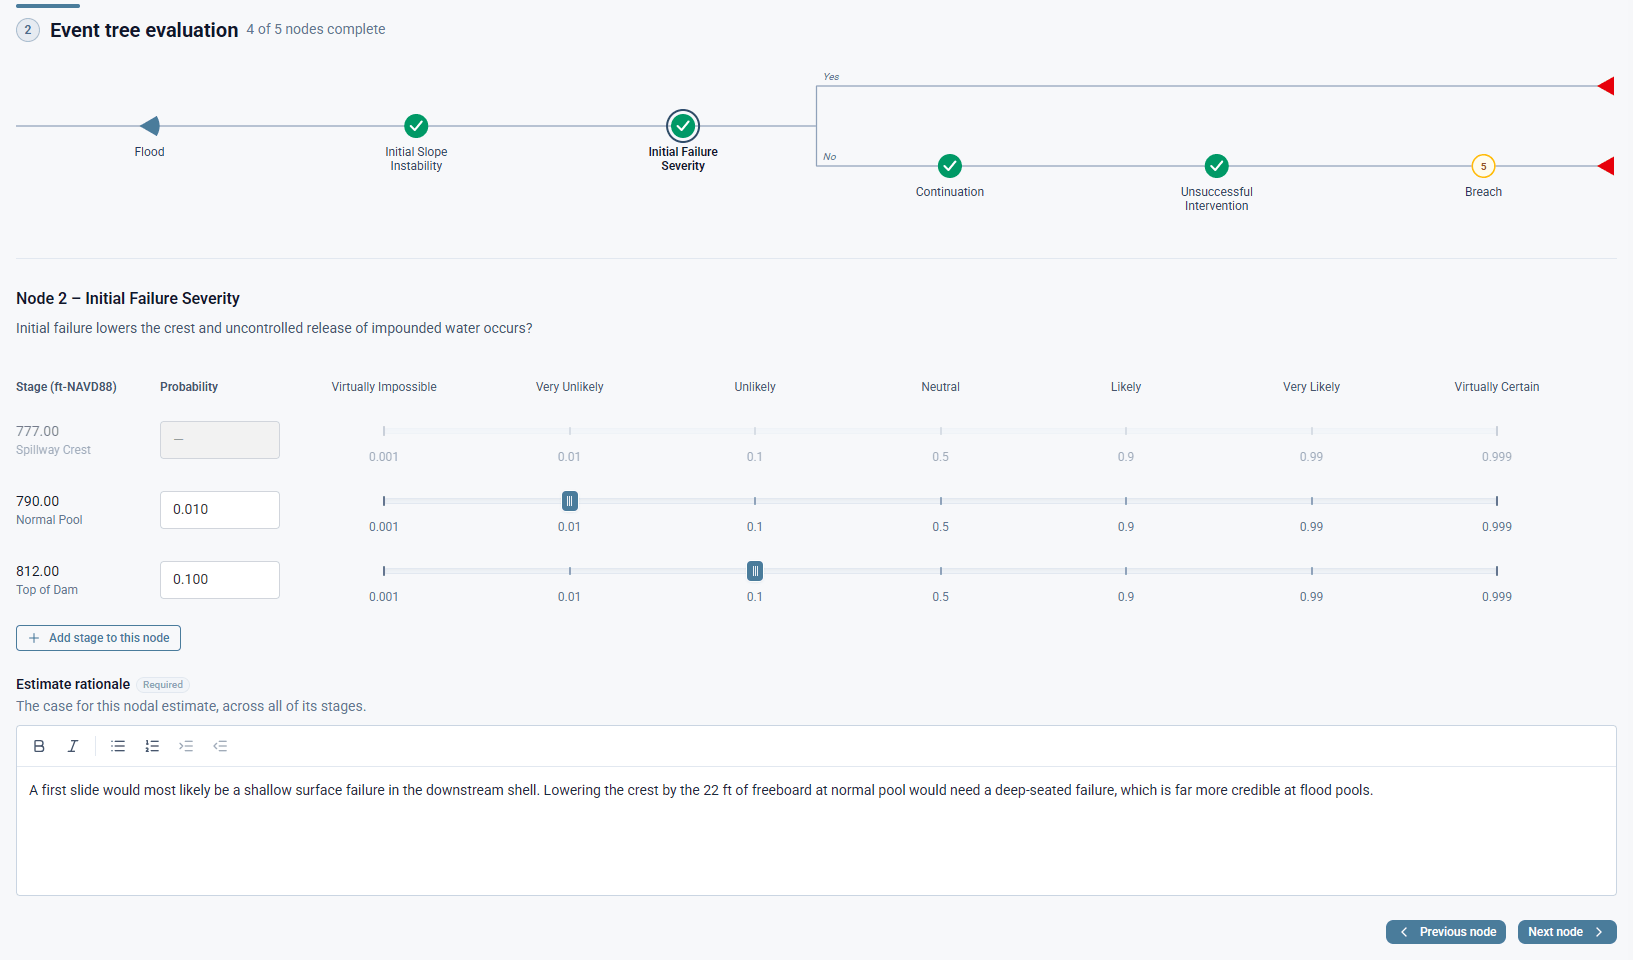 2 Event tree evaluation 4 of 5 nodes complete
Yes
Flood
Initial Slope
Instability
Initial Failure
Severity
No
Continuation
Unsuccessful
Intervention
5
Breach
Node 2 – Initial Failure Severity
Initial failure lowers the crest and uncontrolled release of impounded water occurs?
Stage (ft-NAVD88) Probability Virtually Impossible Very Unlikely Unlikely Neutral Likely Very Likely Virtually Certain
777.00
Spillway Crest
—
0.001 0.01 0.1 0.5 0.9 0.99 0.999
790.00
Normal Pool
0.010
0.001 0.01 0.1 0.5 0.9 0.99 0.999
812.00
Top of Dam
0.100
0.001 0.01 0.1 0.5 0.9 0.99 0.999
+ Add stage to this node
Estimate rationale Required
The case for this nodal estimate, across all of its stages.
B I
A first slide would most likely be a shallow surface failure in the downstream shell. Lowering the crest by the 22 ft of freeboard at normal pool would need a deep-seated failure, which is far more credible at flood pools.
Previous node Next node